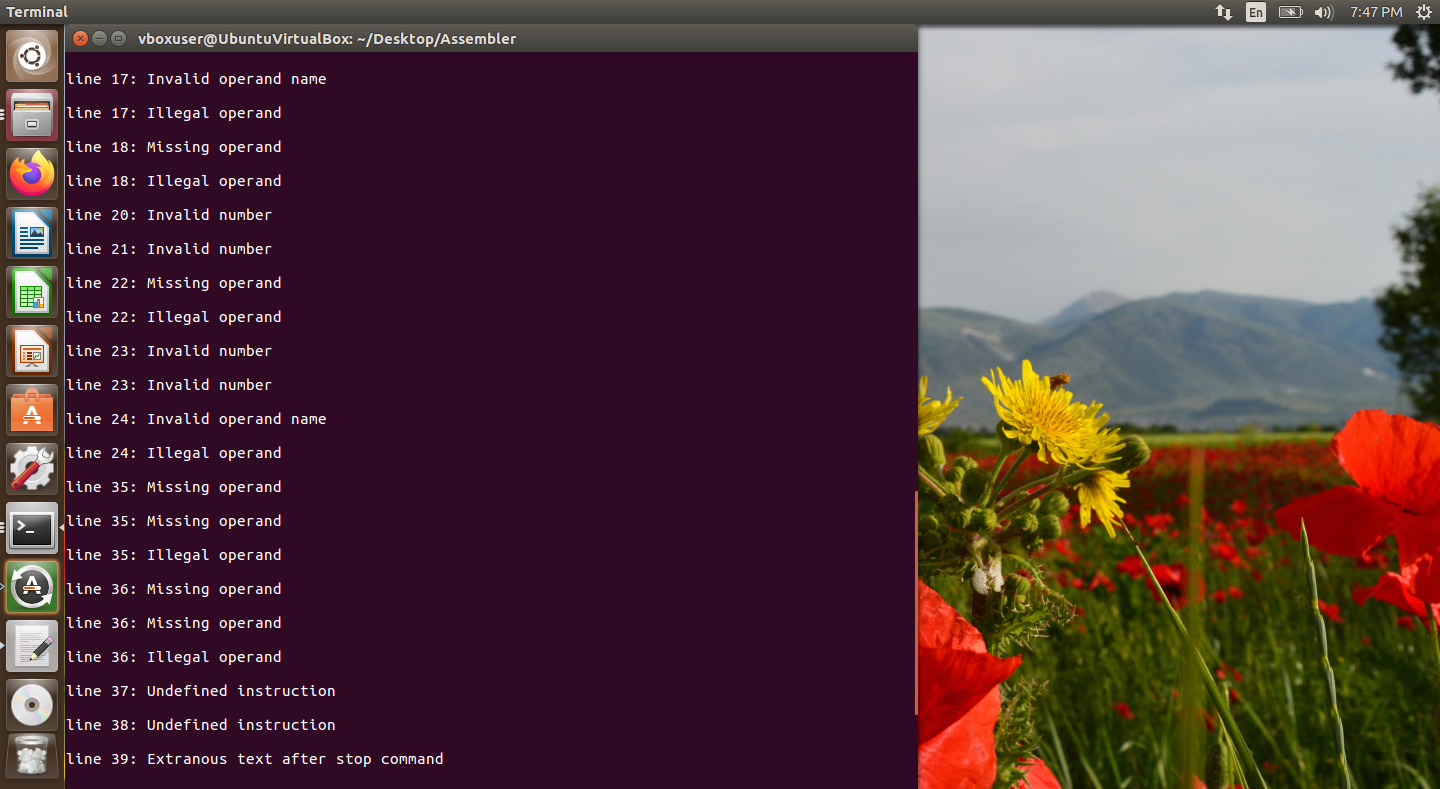 Terminal
En
7:47 PM
vboxuser@UbuntuVirtualBox: ~/Desktop/Assembler
line 17: Invalid operand name
line 17: Illegal operand
line 18: Missing operand
line 18: Illegal operand
line 20: Invalid number
line 21: Invalid number
line 22: Missing operand
line 22: Illegal operand
line 23: Invalid number
line 23: Invalid number
line 24: Invalid operand name
line 24: Illegal operand
line 35: Missing operand
line 35: Missing operand
line 35: Illegal operand
line 36: Missing operand
line 36: Missing operand
line 36: Illegal operand
line 37: Undefined instruction
line 38: Undefined instruction
line 39: Extranous text after stop command